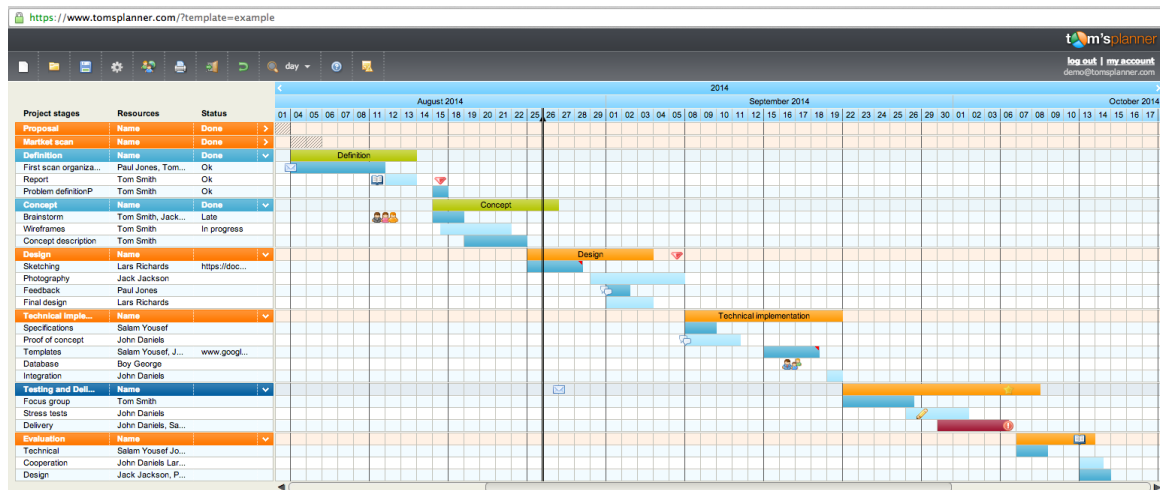 https://www.tomsplanner.com/?template=example
tom'splanner
log out | my account
demo@tomsplanner.com
day
2014
August 2014 September 2014 October 2014
Project stages Resources Status 01 04 05 06 07 08 11 12 13 14 15 18 19 20 21 22 25 26 27 28 29 01 02 03 04 05 08 09 10 11 12 15 16 17 18 19 22 23 24 25 26 29 30 01 02 03 06 07 08 09 10 13 14 15 16 17
Proposal Name Done
Martket scan Name Done
Definition Name Done Definition
First scan organiza... Paul Jones, Tom... Ok
Report Tom Smith Ok
Problem definitionP Tom Smith Ok
Concept Name Done Concept
Brainstorm Tom Smith, Jack... Late
Wireframes Tom Smith In progress
Concept description Tom Smith
Design Name Design
Sketching Lars Richards https://doc...
Photography Jack Jackson
Feedback Paul Jones
Final design Lars Richards
Technical Imple... Name Technical implementation
Specifications Salam Yousef
Proof of concept John Daniels
Templates Salam Yousef, J... www.googl...
Database Boy George
Integration John Daniels
Testing and Deli... Name
Focus group Tom Smith
Stress tests John Daniels
Delivery John Daniels, Sa...
Evaluation Name
Technical Salam Yousef Jo...
Cooperation John Daniels Lar...
Design Jack Jackson, P...